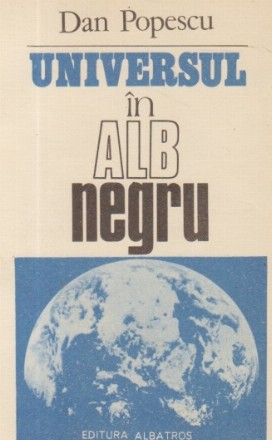 Dan Popescu
UNIVERSUL
în
ALB
negru
EDITURA ALBATROS